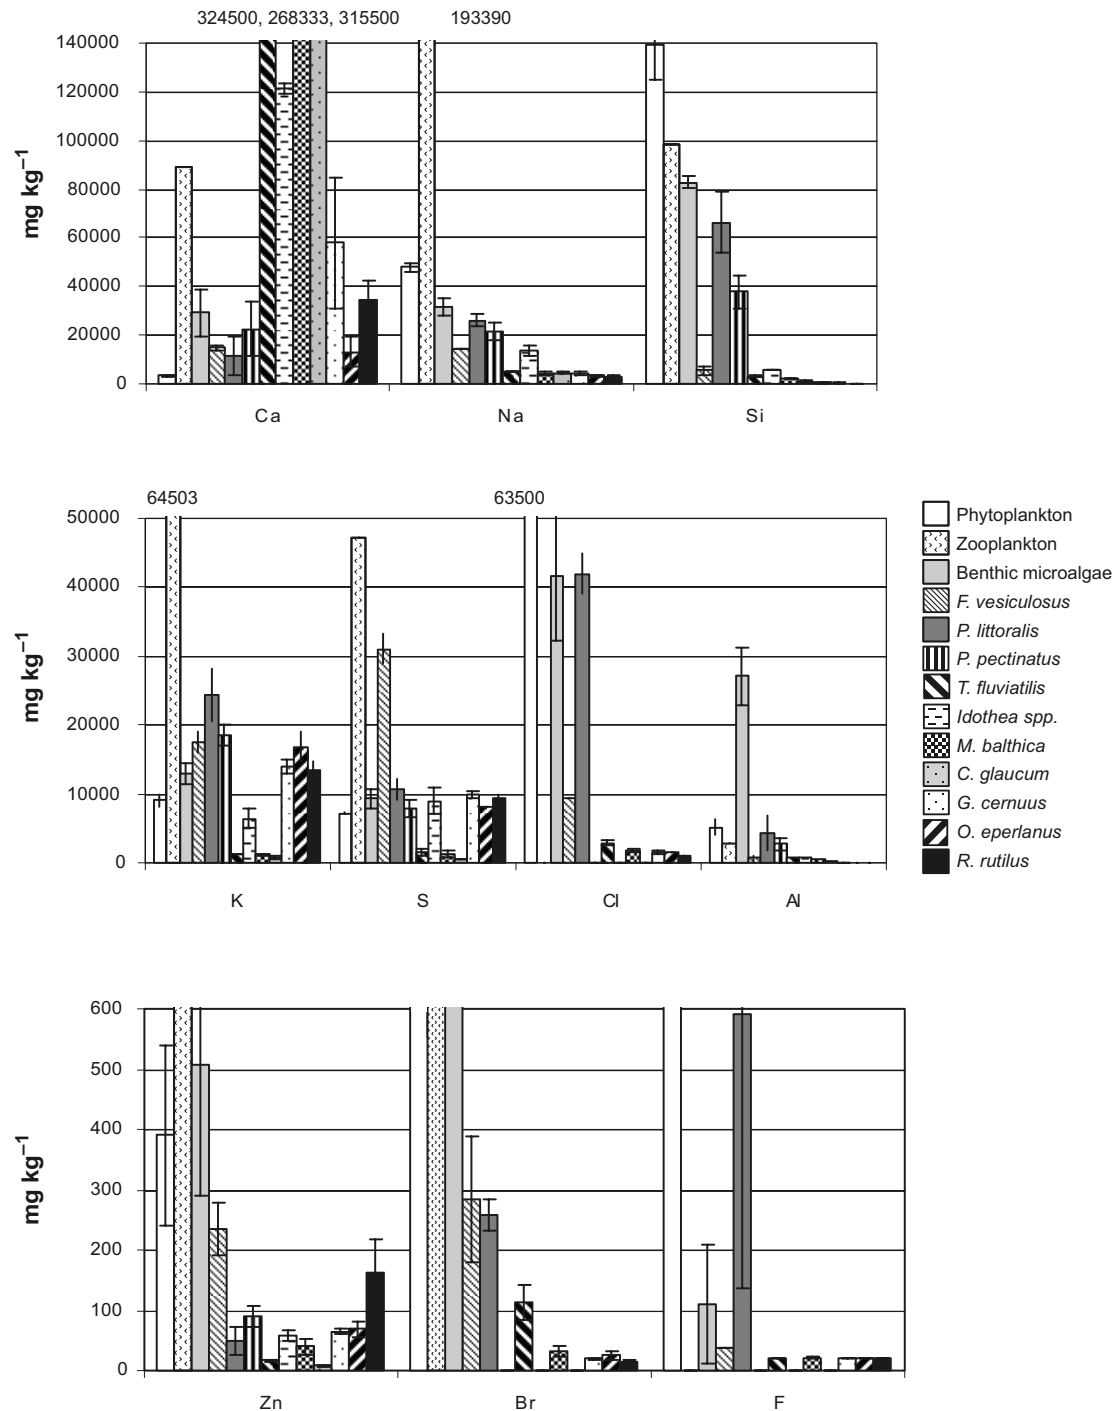 324500, 268333, 315500 193390
140000
120000
100000
80000
60000
40000
20000
0
mg kg⁻¹
Ca Na Si
64503 63500
50000
40000
30000
20000
10000
0
mg kg⁻¹
K S Cl Al
Phytoplankton
Zooplankton
Benthic microalgae
F. vesiculosus
P. littoralis
P. pectinatus
T. fluviatilis
Idothea spp.
M. balthica
C. glaucum
G. cernuus
O. eperlanus
R. rutilus
600
500
400
300
200
100
0
mg kg⁻¹
Zn Br F